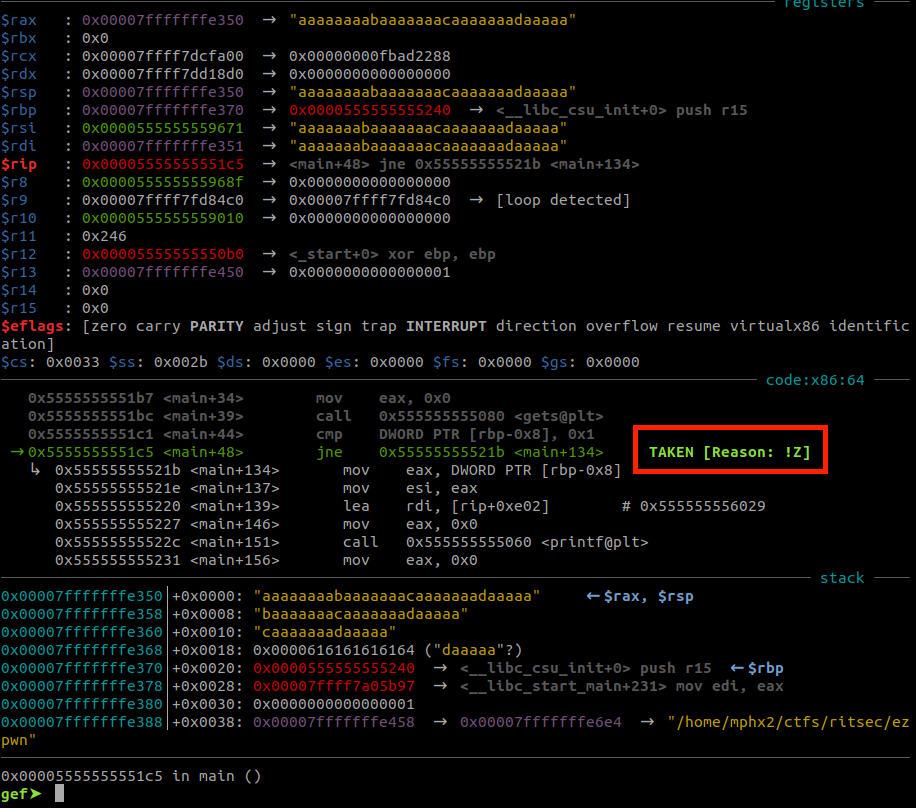 registers
$rax   : 0x00007fffffffe350  →  "aaaaaaaabaaaaaaacaaaaaaadaaaaa"
$rbx   : 0x0
$rcx   : 0x00007ffff7dcfa00  →  0x00000000fbad2288
$rdx   : 0x00007ffff7dd18d0  →  0x0000000000000000
$rsp   : 0x00007fffffffe350  →  "aaaaaaaabaaaaaaacaaaaaaadaaaaa"
$rbp   : 0x00007fffffffe370  →  0x0000555555555240  →  <__libc_csu_init+0> push r15
$rsi   : 0x0000555555559671  →  "aaaaaaabaaaaaaacaaaaaaadaaaaa"
$rdi   : 0x00007fffffffe351  →  "aaaaaaabaaaaaaacaaaaaaadaaaaa"
$rip   : 0x00005555555551c5  →  <main+48> jne 0x55555555521b <main+134>
$r8    : 0x000055555555968f  →  0x0000000000000000
$r9    : 0x00007ffff7fd84c0  →  0x00007ffff7fd84c0  →  [loop detected]
$r10   : 0x0000555555559010  →  0x0000000000000000
$r11   : 0x246
$r12   : 0x00005555555550b0  →  <_start+0> xor ebp, ebp
$r13   : 0x00007fffffffe450  →  0x0000000000000001
$r14   : 0x0
$r15   : 0x0
$eflags: [zero carry PARITY adjust sign trap INTERRUPT direction overflow resume virtualx86 identific
ation]
$cs: 0x0033 $ss: 0x002b $ds: 0x0000 $es: 0x0000 $fs: 0x0000 $gs: 0x0000
code:x86:64
0x5555555551b7 <main+34>        mov    eax, 0x0
0x5555555551bc <main+39>        call   0x555555555080 <gets@plt>
0x5555555551c1 <main+44>        cmp    DWORD PTR [rbp-0x8], 0x1
→0x5555555551c5 <main+48>        jne    0x55555555521b <main+134>     TAKEN [Reason: !Z]
↳  0x55555555521b <main+134>       mov    eax, DWORD PTR [rbp-0x8]
0x55555555521e <main+137>       mov    esi, eax
0x555555555220 <main+139>       lea    rdi, [rip+0xe02]        # 0x555555556029
0x555555555227 <main+146>       mov    eax, 0x0
0x55555555522c <main+151>       call   0x555555555060 <printf@plt>
0x555555555231 <main+156>       mov    eax, 0x0
stack
0x00007fffffffe350│+0x0000: "aaaaaaaabaaaaaaacaaaaaaadaaaaa"     ←$rax, $rsp
0x00007fffffffe358│+0x0008: "baaaaaaacaaaaaaadaaaaa"
0x00007fffffffe360│+0x0010: "caaaaaaadaaaaa"
0x00007fffffffe368│+0x0018: 0x0000616161616164 ("daaaaa"?)
0x00007fffffffe370│+0x0020: 0x0000555555555240  →  <__libc_csu_init+0> push r15  ←$rbp
0x00007fffffffe378│+0x0028: 0x00007ffff7a05b97  →  <__libc_start_main+231> mov edi, eax
0x00007fffffffe380│+0x0030: 0x0000000000000001
0x00007fffffffe388│+0x0038: 0x00007fffffffe458  →  0x00007fffffffe6e4  →  "/home/mphx2/ctfs/ritsec/ez
pwn"
0x00005555555551c5 in main ()
gef➤